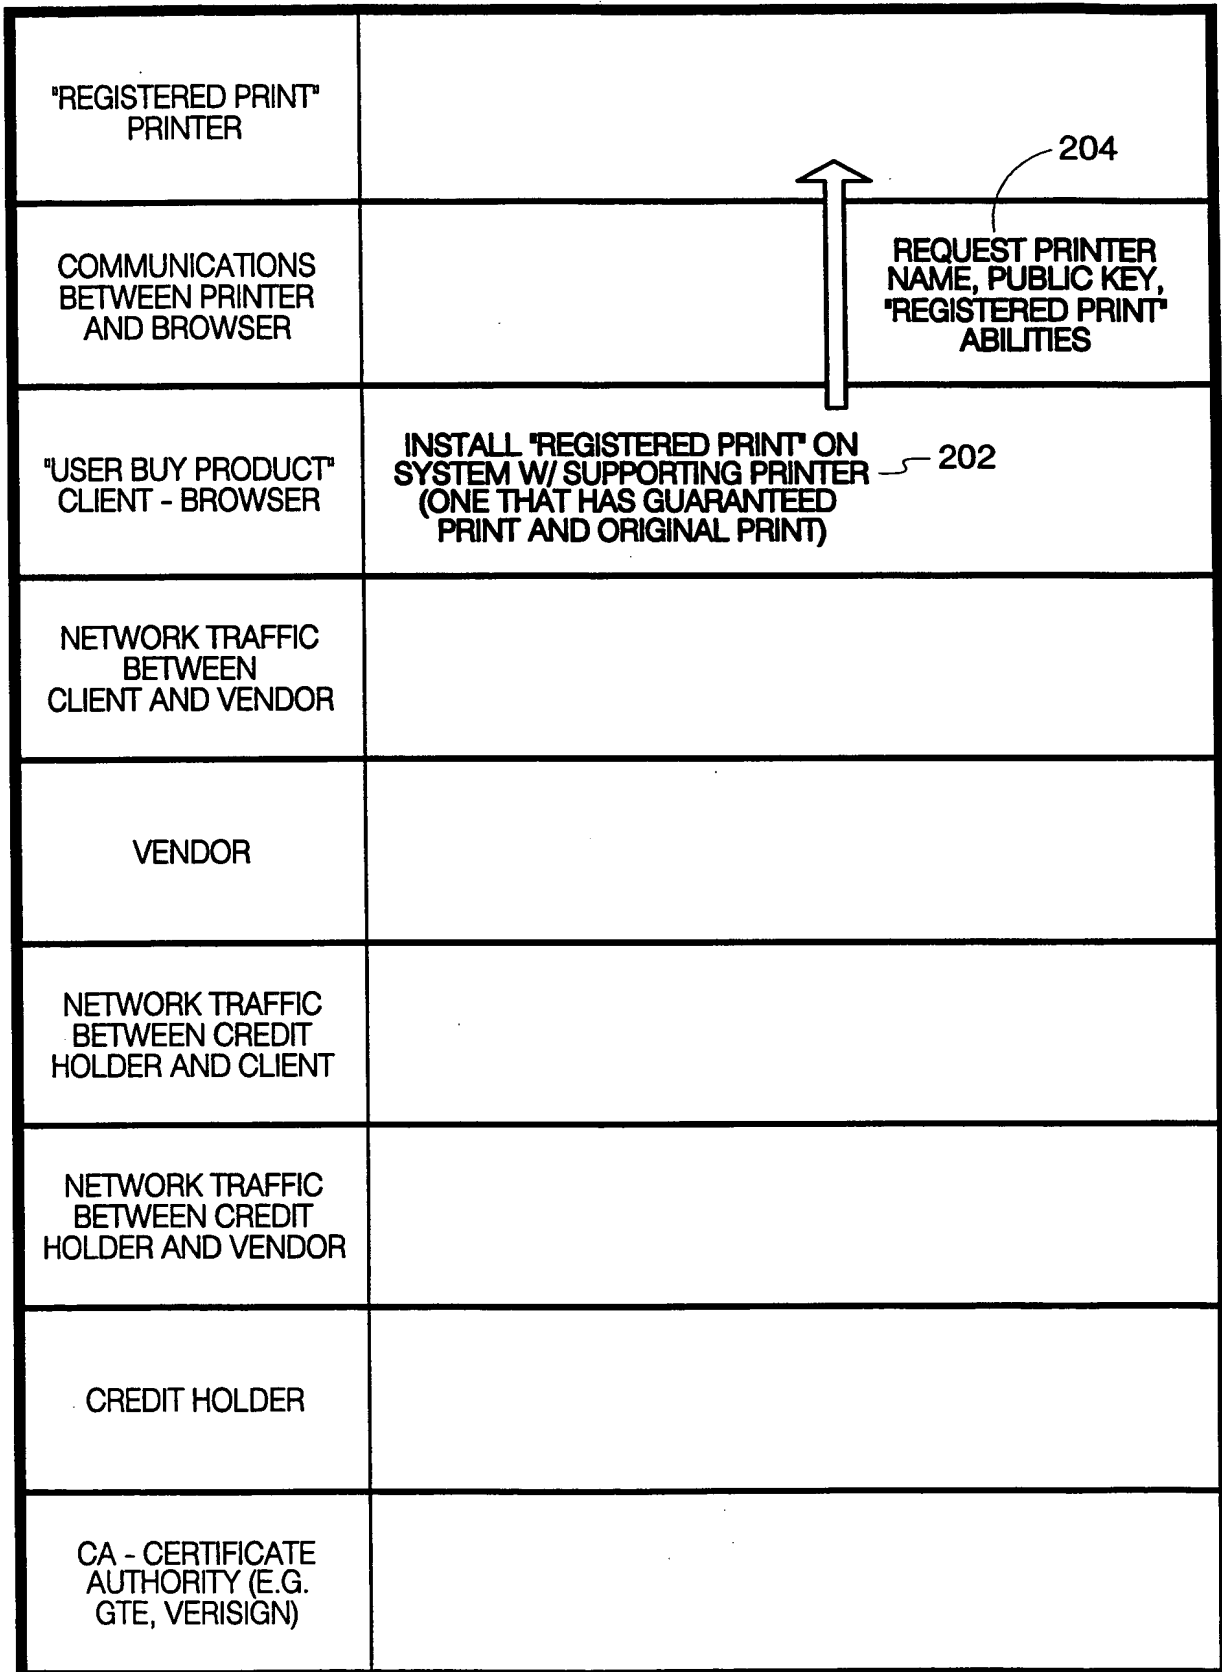 "REGISTERED PRINT"
PRINTER
204
COMMUNICATIONS
BETWEEN PRINTER
AND BROWSER
REQUEST PRINTER
NAME, PUBLIC KEY,
"REGISTERED PRINT"
ABILITIES
"USER BUY PRODUCT"
CLIENT - BROWSER
INSTALL "REGISTERED PRINT" ON
SYSTEM W/ SUPPORTING PRINTER
(ONE THAT HAS GUARANTEED
PRINT AND ORIGINAL PRINT)
202
NETWORK TRAFFIC
BETWEEN
CLIENT AND VENDOR
VENDOR
NETWORK TRAFFIC
BETWEEN CREDIT
HOLDER AND CLIENT
NETWORK TRAFFIC
BETWEEN CREDIT
HOLDER AND VENDOR
CREDIT HOLDER
CA - CERTIFICATE
AUTHORITY (E.G.
GTE, VERISIGN)